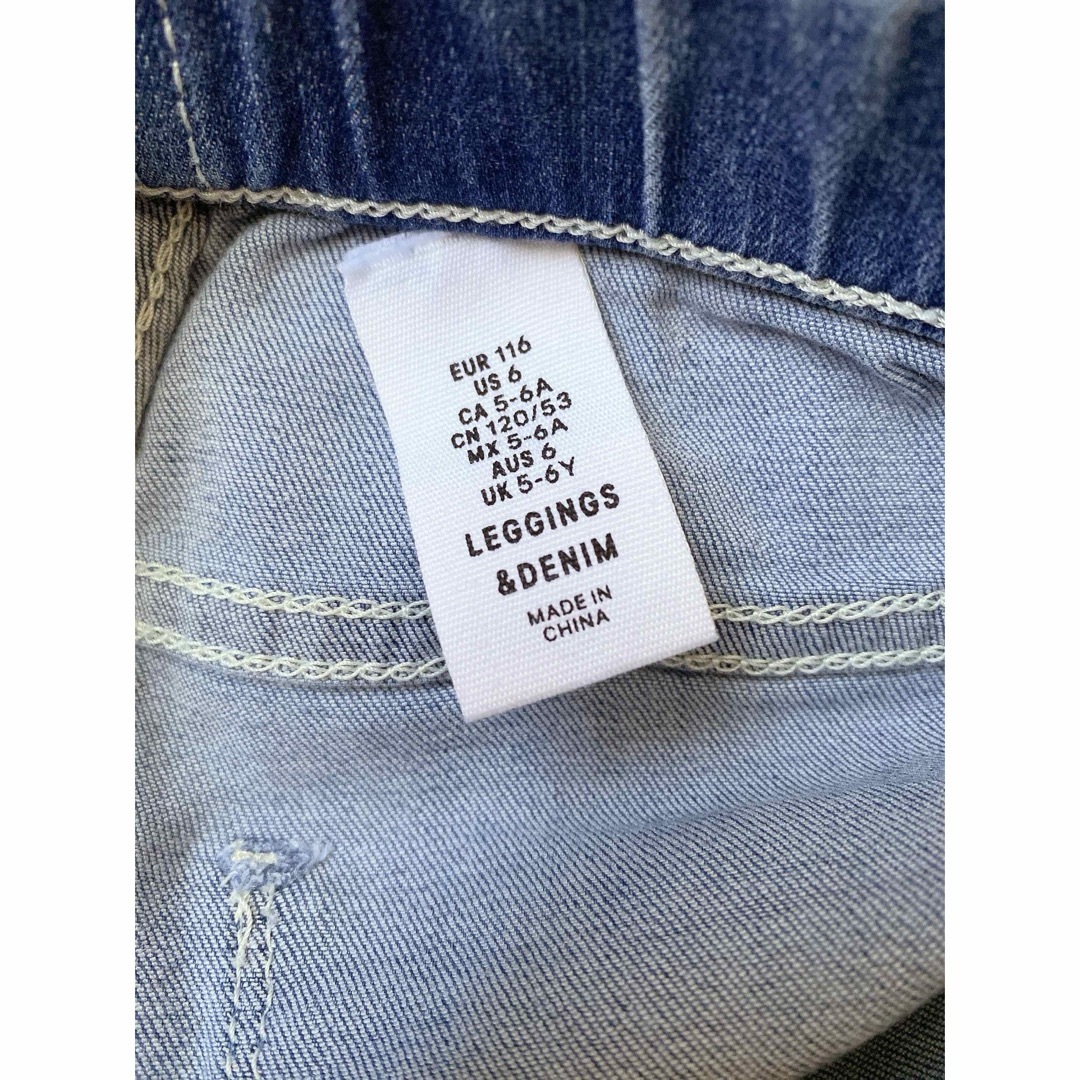 EUR 116
US 6
CA 5-6A
CN 120/53
MX 5-6A
AUS 6
UK 5-6Y
LEGGINGS
&DENIM
MADE IN
CHINA